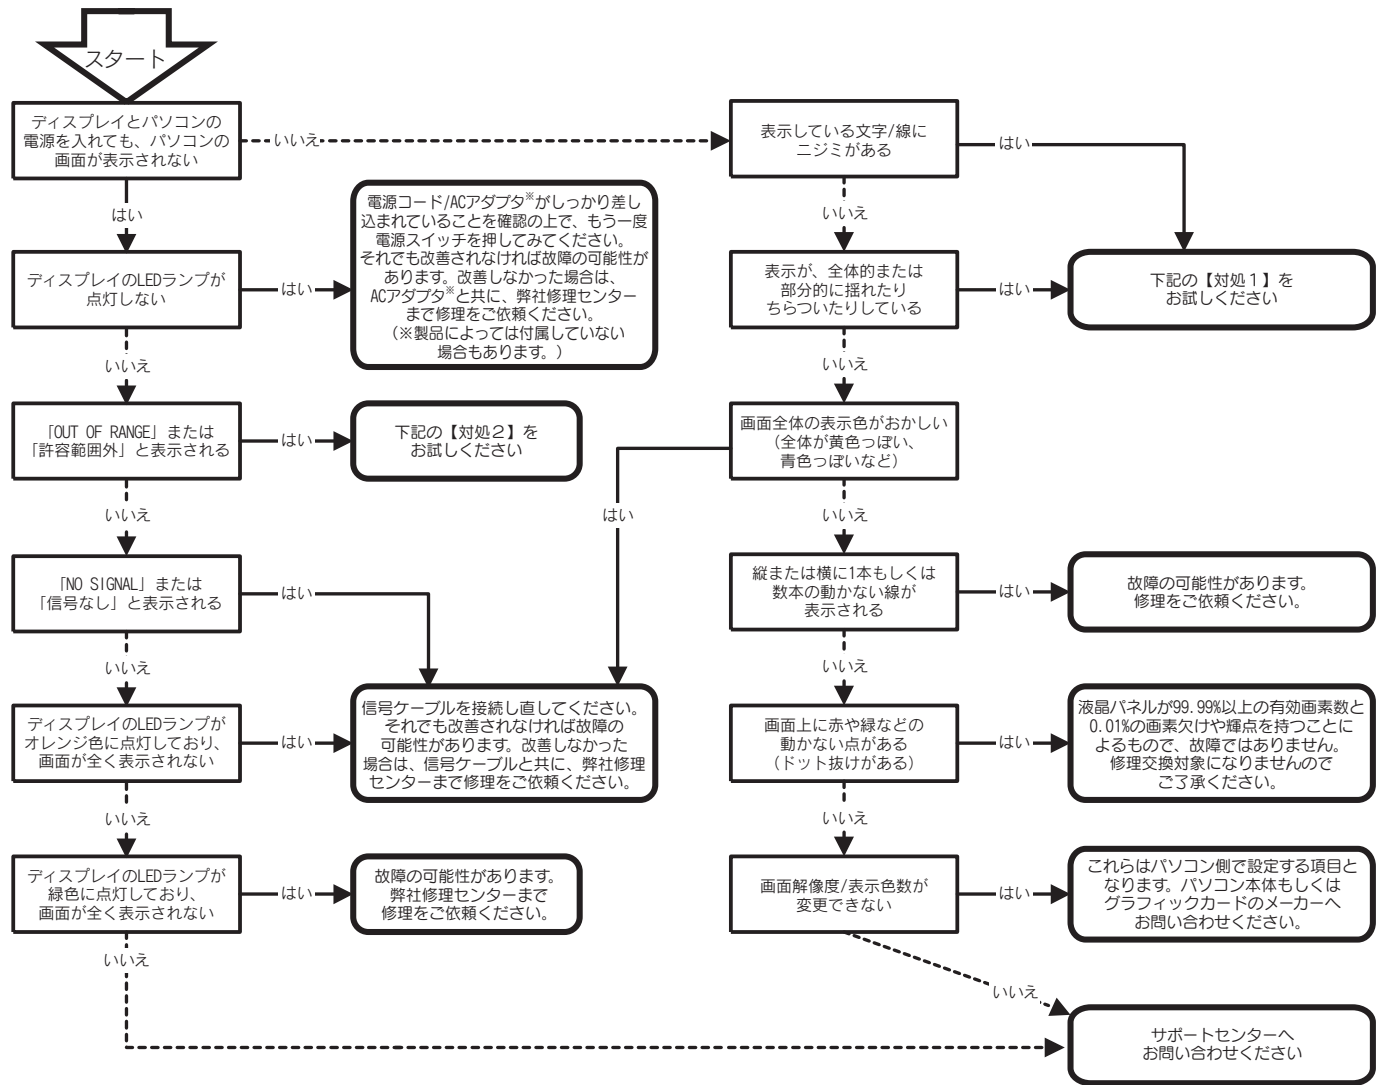 スタート
ディスプレイとパソコンの
電源を入れても、パソコンの
画面が表示されない
いいえ
はい
ディスプレイのLEDランプが
点灯しない
はい
電源コード/ACアダプタ※がしっかり差し
込まれていることを確認の上で、もう一度
電源スイッチを押してみてください。
それでも改善されなければ故障の可能性が
あります。改善しなかった場合は、
ACアダプタ※と共に、弊社修理センター
まで修理をご依頼ください。
(※製品によっては付属していない
場合もあります。)
いいえ
「OUT OF RANGE」または
「許容範囲外」と表示される
はい
下記の【対処2】を
お試しください
いいえ
「NO SIGNAL」または
「信号なし」と表示される
はい
いいえ
ディスプレイのLEDランプが
オレンジ色に点灯しており、
画面が全く表示されない
はい
信号ケーブルを接続し直してください。
それでも改善されなければ故障の
可能性があります。改善しなかった
場合は、信号ケーブルと共に、弊社修理
センターまで修理をご依頼ください。
いいえ
ディスプレイのLEDランプが
緑色に点灯しており、
画面が全く表示されない
はい
故障の可能性があります。
弊社修理センターまで
修理をご依頼ください。
いいえ
表示している文字/線に
ニジミがある
はい
いいえ
表示が、全体的または
部分的に揺れたり
ちらついたりしている
はい
下記の【対処1】を
お試しください
いいえ
画面全体の表示色がおかしい
(全体が黄色っぽい、
青色っぽいなど)
はい
いいえ
縦または横に1本もしくは
数本の動かない線が
表示される
はい
故障の可能性があります。
修理をご依頼ください。
いいえ
画面上に赤や緑などの
動かない点がある
(ドット抜けがある)
はい
液晶パネルが99.99%以上の有効画素数と
0.01%の画素欠けや輝点を持つことに
よるもので、故障ではありません。
修理交換対象になりませんので
ご了承ください。
いいえ
画面解像度/表示色数が
変更できない
はい
これらはパソコン側で設定する項目と
なります。パソコン本体もしくは
グラフィックカードのメーカーへ
お問い合わせください。
いいえ
サポートセンターへ
お問い合わせください